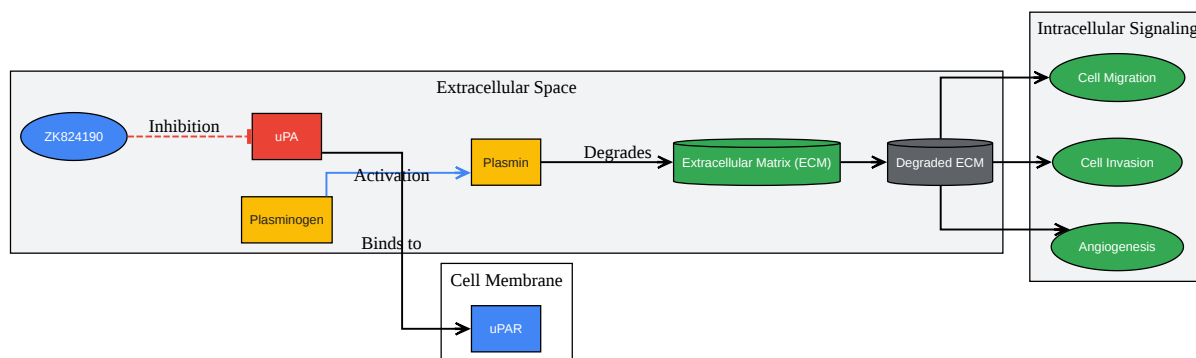 Intracellular Signaling
Cell Migration
Extracellular Space
ZK824190
Inhibition
uPA
Plasmin
Degrades
Extracellular Matrix (ECM)
Degraded ECM
Cell Invasion
Activation
Plasminogen
Binds to
Angiogenesis
Cell Membrane
uPAR